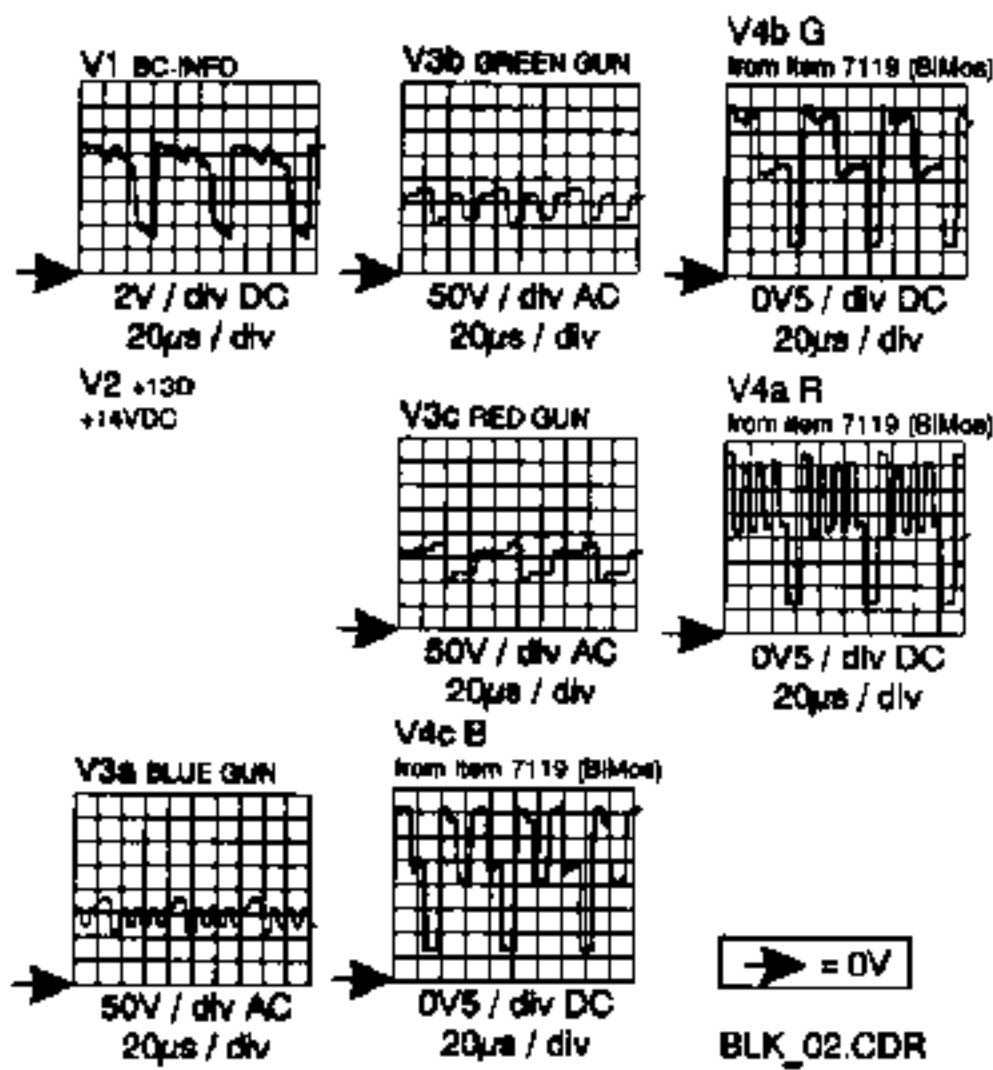 V1 BC-INFO
2V / div DC
20µs / div
V2 +13D
+14VDC
V3b GREEN GUN
50V / div AC
20µs / div
V4b G
from item 7119 (BiMos)
0V5 / div DC
20µs / div
V3c RED GUN
50V / div AC
20µs / div
V4a R
from item 7119 (BiMos)
0V5 / div DC
20µs / div
V3a BLUE GUN
50V / div AC
20µs / div
V4c B
from item 7119 (BiMos)
0V5 / div DC
20µs / div
= 0V
BLK_02.CDR